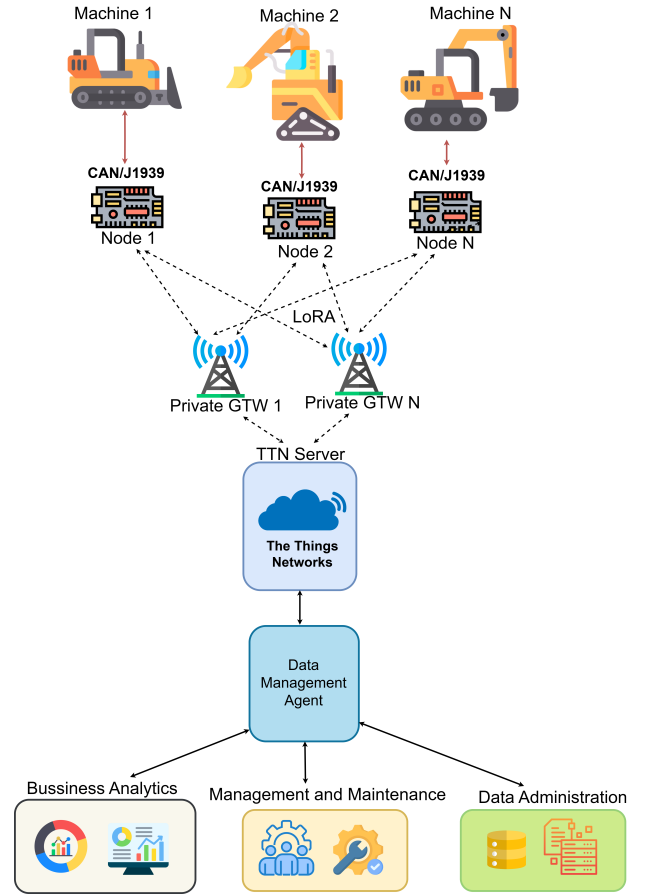 Machine 1
Machine 2
Machine N
CAN/J1939
CAN/J1939
CAN/J1939
Node 1
Node 2
Node N
LoRA
Private GTW 1
Private GTW N
TTN Server
The Things
Networks
Data
Management
Agent
Bussiness Analytics
Management and Maintenance
Data Administration